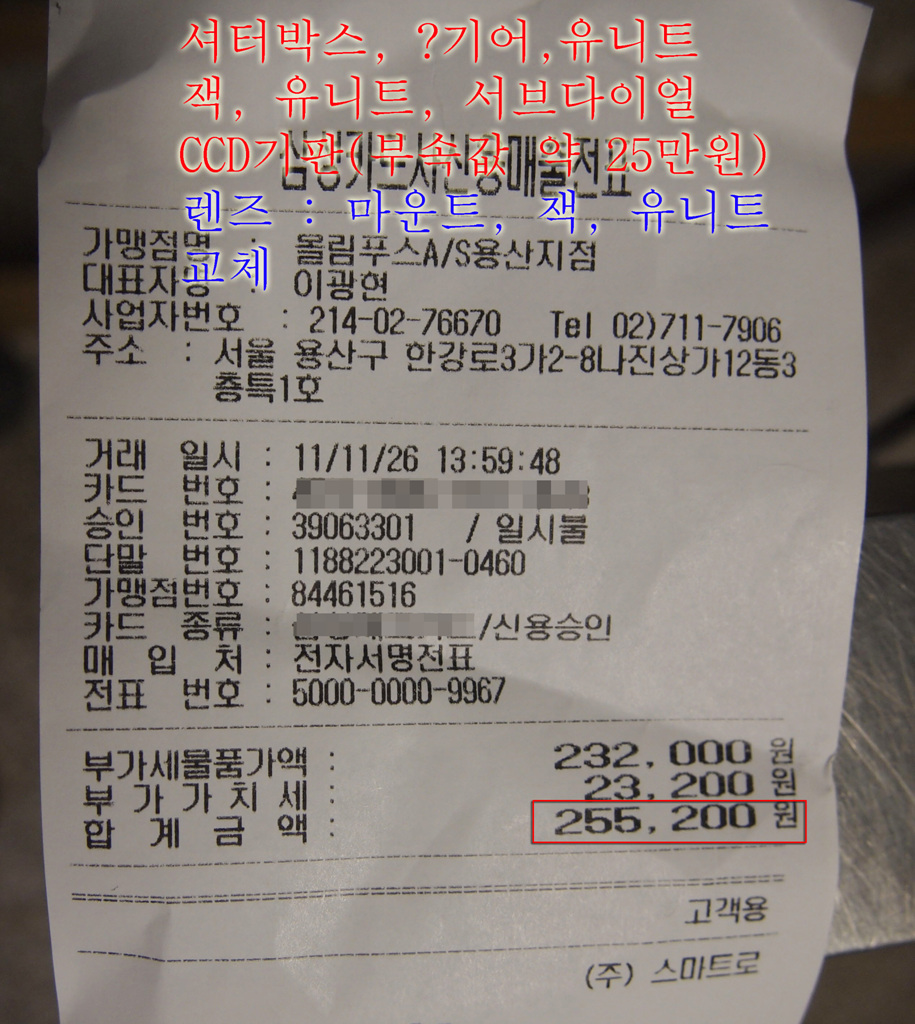 셔터박스, ?기어,유니트
잭, 유니트, 서브다이얼
CCD기판(부속값 약 25만원)
렌즈 : 마운트, 잭, 유니트
교체
매출전표
가맹점명 : 올림푸스A/S용산지점
대표자명 : 이광현
사업자번호 : 214-02-76670 Tel 02)711-7906
주소 : 서울 용산구 한강로3가2-8나진상가12동3
층특1호
거래 일시 : 11/11/26 13:59:48
카드 번호 :
승인 번호 : 39063301 / 일시불
단말 번호 : 1188223001-0460
가맹점번호 : 84461516
카드 종류 : /신용승인
매 입 처 : 전자서명전표
전표 번호 : 5000-0000-9967
부가세물품가액 : 232,000 원
부 가 가 치 세 : 23,200 원
합 계 금 액 : 255,200 원
고객용
(주) 스마트로